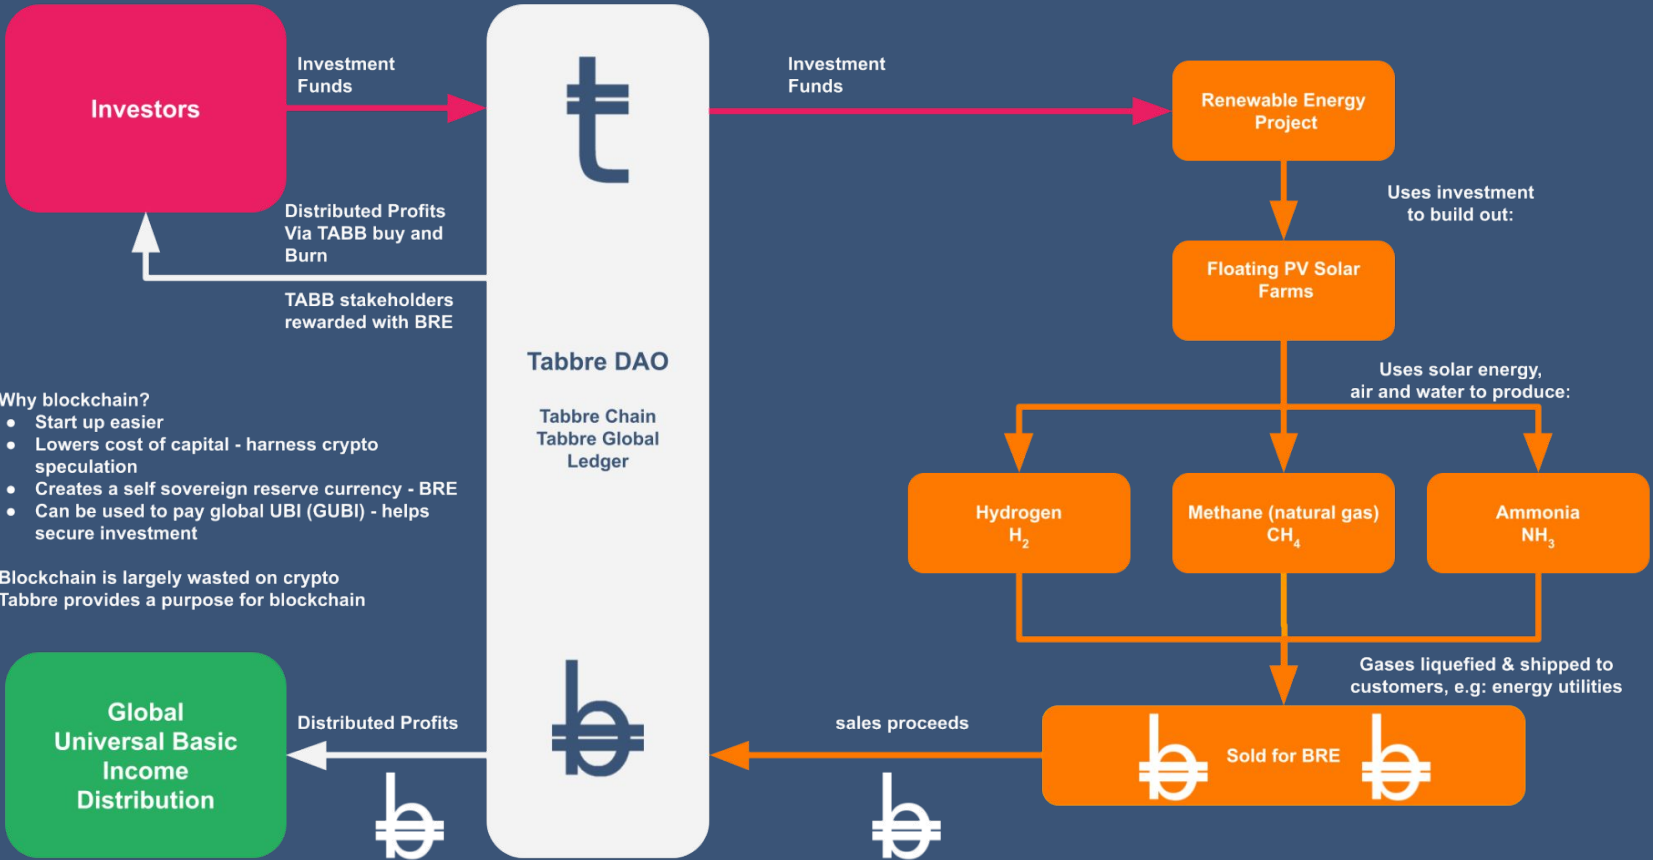 Investors
Investment
Funds
Distributed Profits
Via TABB buy and
Burn
TABB stakeholders
rewarded with BRE
Why blockchain?
● Start up easier
● Lowers cost of capital - harness crypto
speculation
● Creates a self sovereign reserve currency - BRE
● Can be used to pay global UBI (GUBI) - helps
secure investment
Blockchain is largely wasted on crypto
Tabbre provides a purpose for blockchain
Global
Universal Basic
Income
Distribution
Distributed Profits
Tabbre DAO
Tabbre Chain
Tabbre Global
Ledger
Investment
Funds
Renewable Energy
Project
Uses investment
to build out:
Floating PV Solar
Farms
Uses solar energy,
air and water to produce:
Hydrogen
H₂
Methane (natural gas)
CH₄
Ammonia
NH₃
Gases liquefied & shipped to
customers, e.g: energy utilities
Sold for BRE
sales proceeds